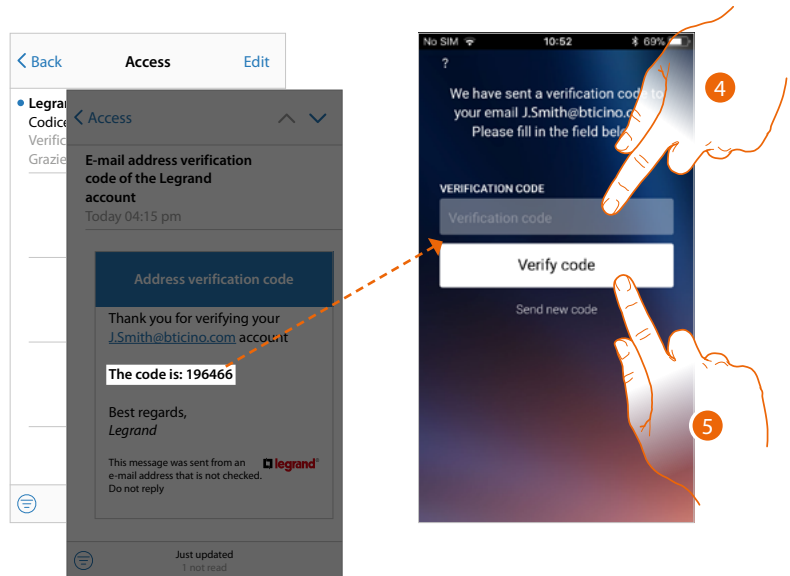 Back Access Edit
Legrar
Codice
Verific
Grazie
Access
E-mail address verification
code of the Legrand
account
Today 04:15 pm
Address verification code
Thank you for verifying your
J.Smith@bticino.com account
The code is: 196466
Best regards,
Legrand
This message was sent from an
e-mail address that is not checked.
Do not reply
legrand®
Just updated
1 not read
No SIM 10:52 69%
?
We have sent a verification code to
your email J.Smith@bticino.c
Please fill in the field bel
VERIFICATION CODE
Verification code
Verify code
Send new code
4
5